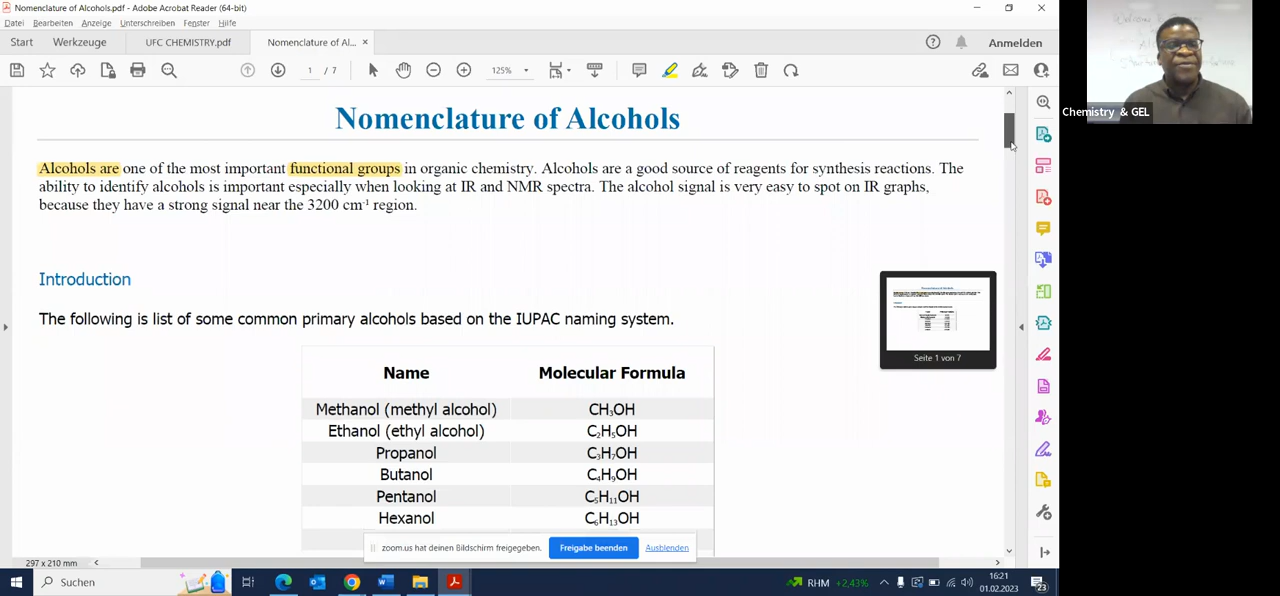 Nomenclature of Alcohols.pdf - Adobe Acrobat Reader (64-bit)
Datei Bearbeiten Anzeige Unterschreiben Fenster Hilfe
Start Werkzeuge UFC CHEMISTRY.pdf Nomenclature of Al... × Anmelden
1 / 7 125%
Chemistry & GEL
Nomenclature of Alcohols
Alcohols are one of the most important functional groups in organic chemistry. Alcohols are a good source of reagents for synthesis reactions. The
ability to identify alcohols is important especially when looking at IR and NMR spectra. The alcohol signal is very easy to spot on IR graphs,
because they have a strong signal near the 3200 cm⁻¹ region.
Introduction
The following is list of some common primary alcohols based on the IUPAC naming system.
Seite 1 von 7
Name Molecular Formula
Methanol (methyl alcohol) CH₃OH
Ethanol (ethyl alcohol) C₂H₅OH
Propanol C₃H₇OH
Butanol C₄H₉OH
Pentanol C₅H₁₁OH
Hexanol C₆H₁₃OH
zoom.us hat deinen Bildschirm freigegeben. Freigabe beenden Ausblenden
297 x 210 mm
Suchen RHM +2,43% 16:21
01.02.2023 23